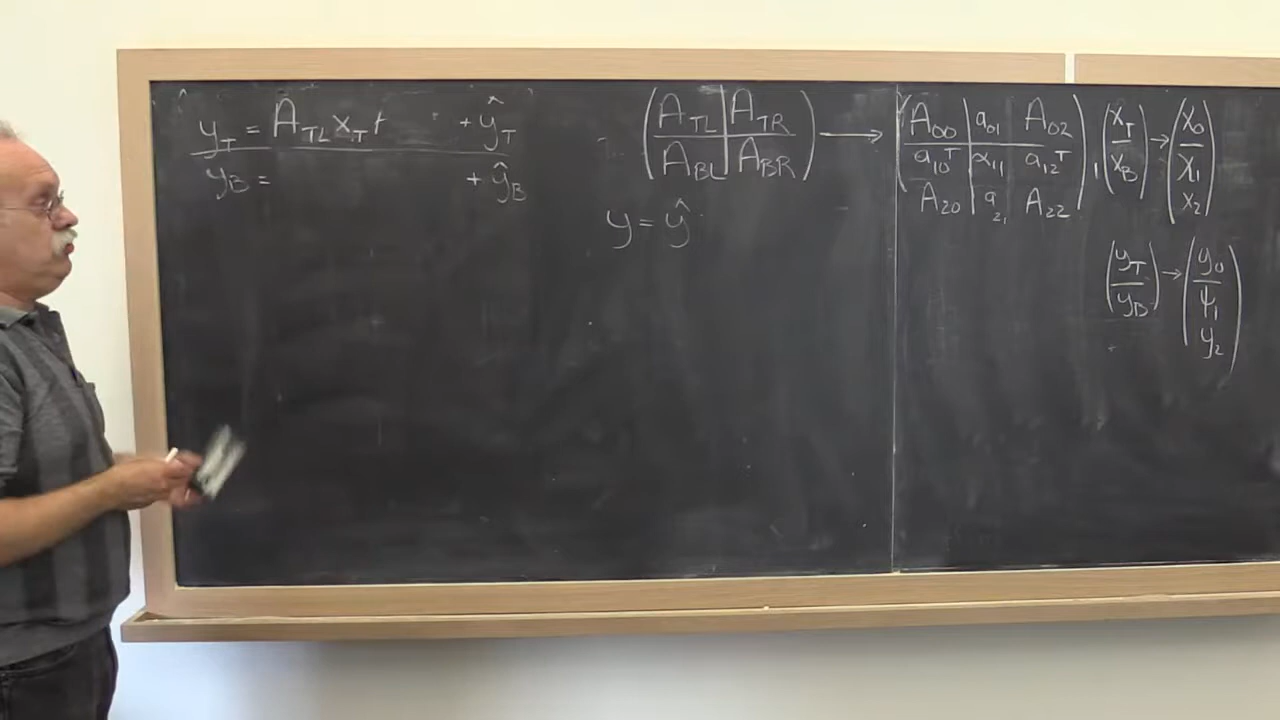 y_T = A_TL x_T + ŷ_T
y_B = + ŷ_B
( A_TL | A_TR
A_BL | A_BR ) →
( A_00 | a_01 A_02
a_10^T | α_11 a_12^T
A_20 | a_21 A_22 ) ,
( x_T
x_B ) →
( x_0
χ_1
x_2 )
y = ŷ
( y_T
y_B ) →
( y_0
ψ_1
y_2 )